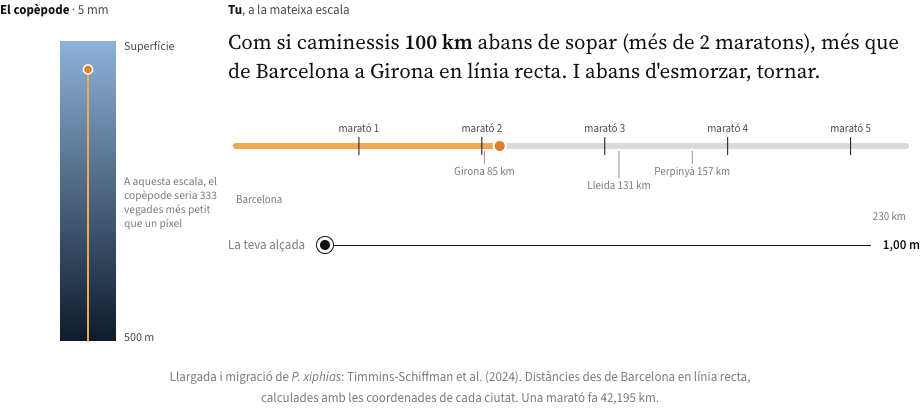 El copèpode · 5 mm
Superfície
A aquesta escala, el
copèpode seria 333
vegades més petit
que un píxel
500 m
Tu, a la mateixa escala
Com si caminessis 100 km abans de sopar (més de 2 maratons), més que
de Barcelona a Girona en línia recta. I abans d'esmorzar, tornar.
marató 1
marató 2
marató 3
marató 4
marató 5
Girona 85 km
Perpinyà 157 km
Lleida 131 km
Barcelona
230 km
La teva alçada
1,00 m
Llargada i migració de P. xiphias: Timmins-Schiffman et al. (2024). Distàncies des de Barcelona en línia recta,
calculades amb les coordenades de cada ciutat. Una marató fa 42,195 km.